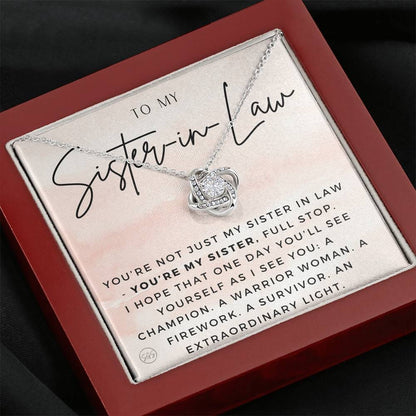 TO MY
Sister-in-Law
YOU'RE NOT JUST MY SISTER IN LAW
- YOU'RE MY SISTER. FULL STOP.
I HOPE THAT ONE DAY YOU'LL SEE
YOURSELF AS I SEE YOU: A
CHAMPION. A WARRIOR WOMAN. A
FIREWORK. A SURVIVOR. AN
EXTRAORDINARY LIGHT.